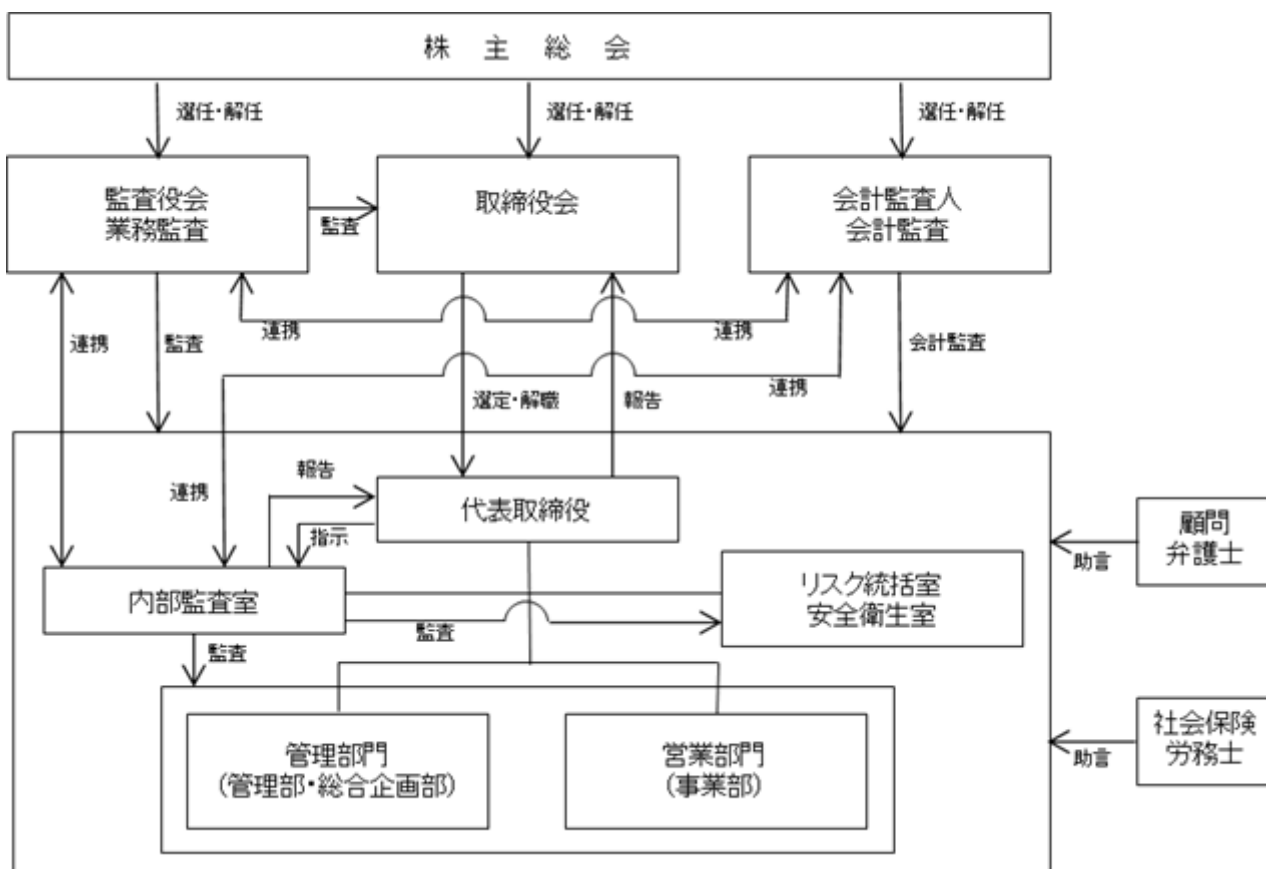 株主総会
選任・解任
選任・解任
選任・解任
監査役会
業務監査
監査
取締役会
会計監査人
会計監査
連携
監査
連携
連携
会計監査
連携
選定・解職
報告
連携
報告
代表取締役
指示
顧問
弁護士
助言
内部監査室
リスク統括室
安全衛生室
監査
監査
管理部門
(管理部・総合企画部)
営業部門
(事業部)
社会保険
労務士
助言